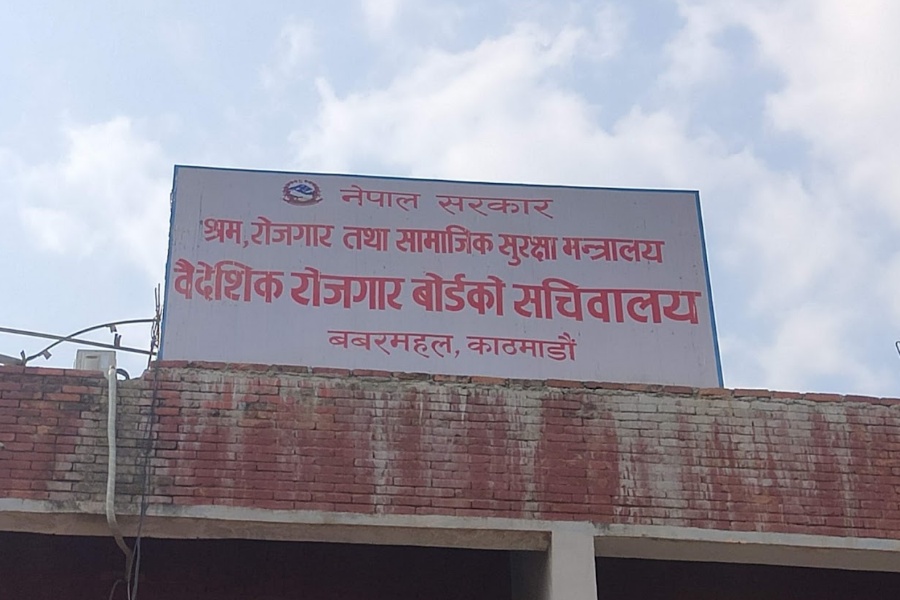 नेपाल सरकार
श्रम, रोजगार तथा सामाजिक सुरक्षा मन्त्रालय
वैदेशिक रोजगार बोर्डको सचिवालय
बबरमहल, काठमाडौं